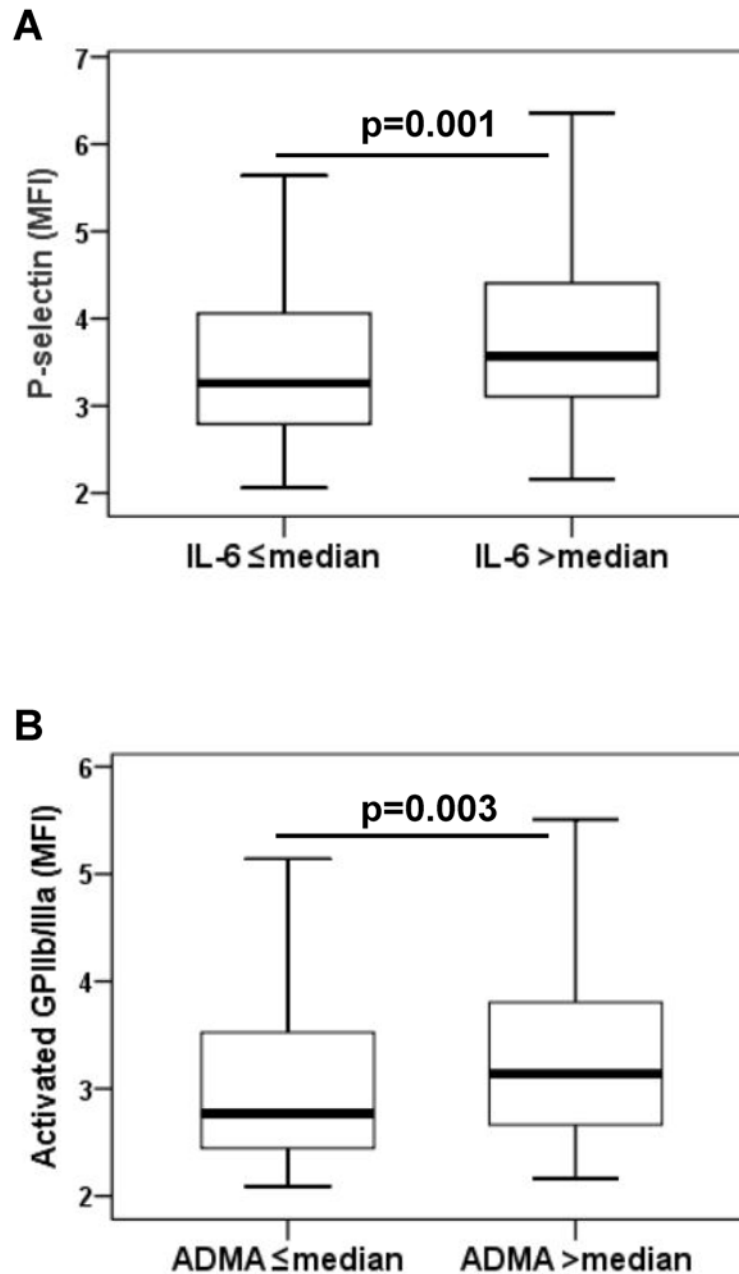 A
P-selectin (MFI)
7
6
5
4
3
2
p=0.001
IL-6 ≤median
IL-6 >median
B
Activated GPIIb/IIIa (MFI)
6
5
4
3
2
p=0.003
ADMA ≤median
ADMA >median